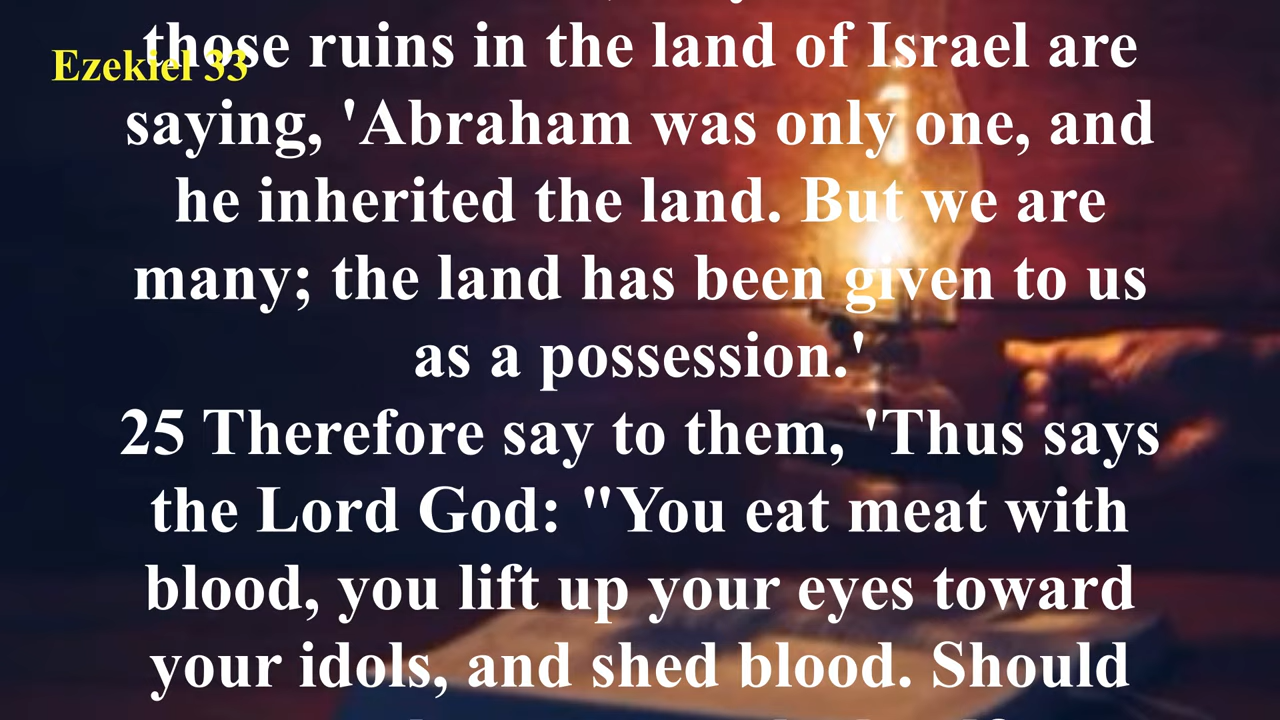 those ruins in the land of Israel are
Ezekiel 33
saying, 'Abraham was only one, and
he inherited the land. But we are
many; the land has been given to us
as a possession.'
25 Therefore say to them, 'Thus says
the Lord God: "You eat meat with
blood, you lift up your eyes toward
your idols, and shed blood. Should